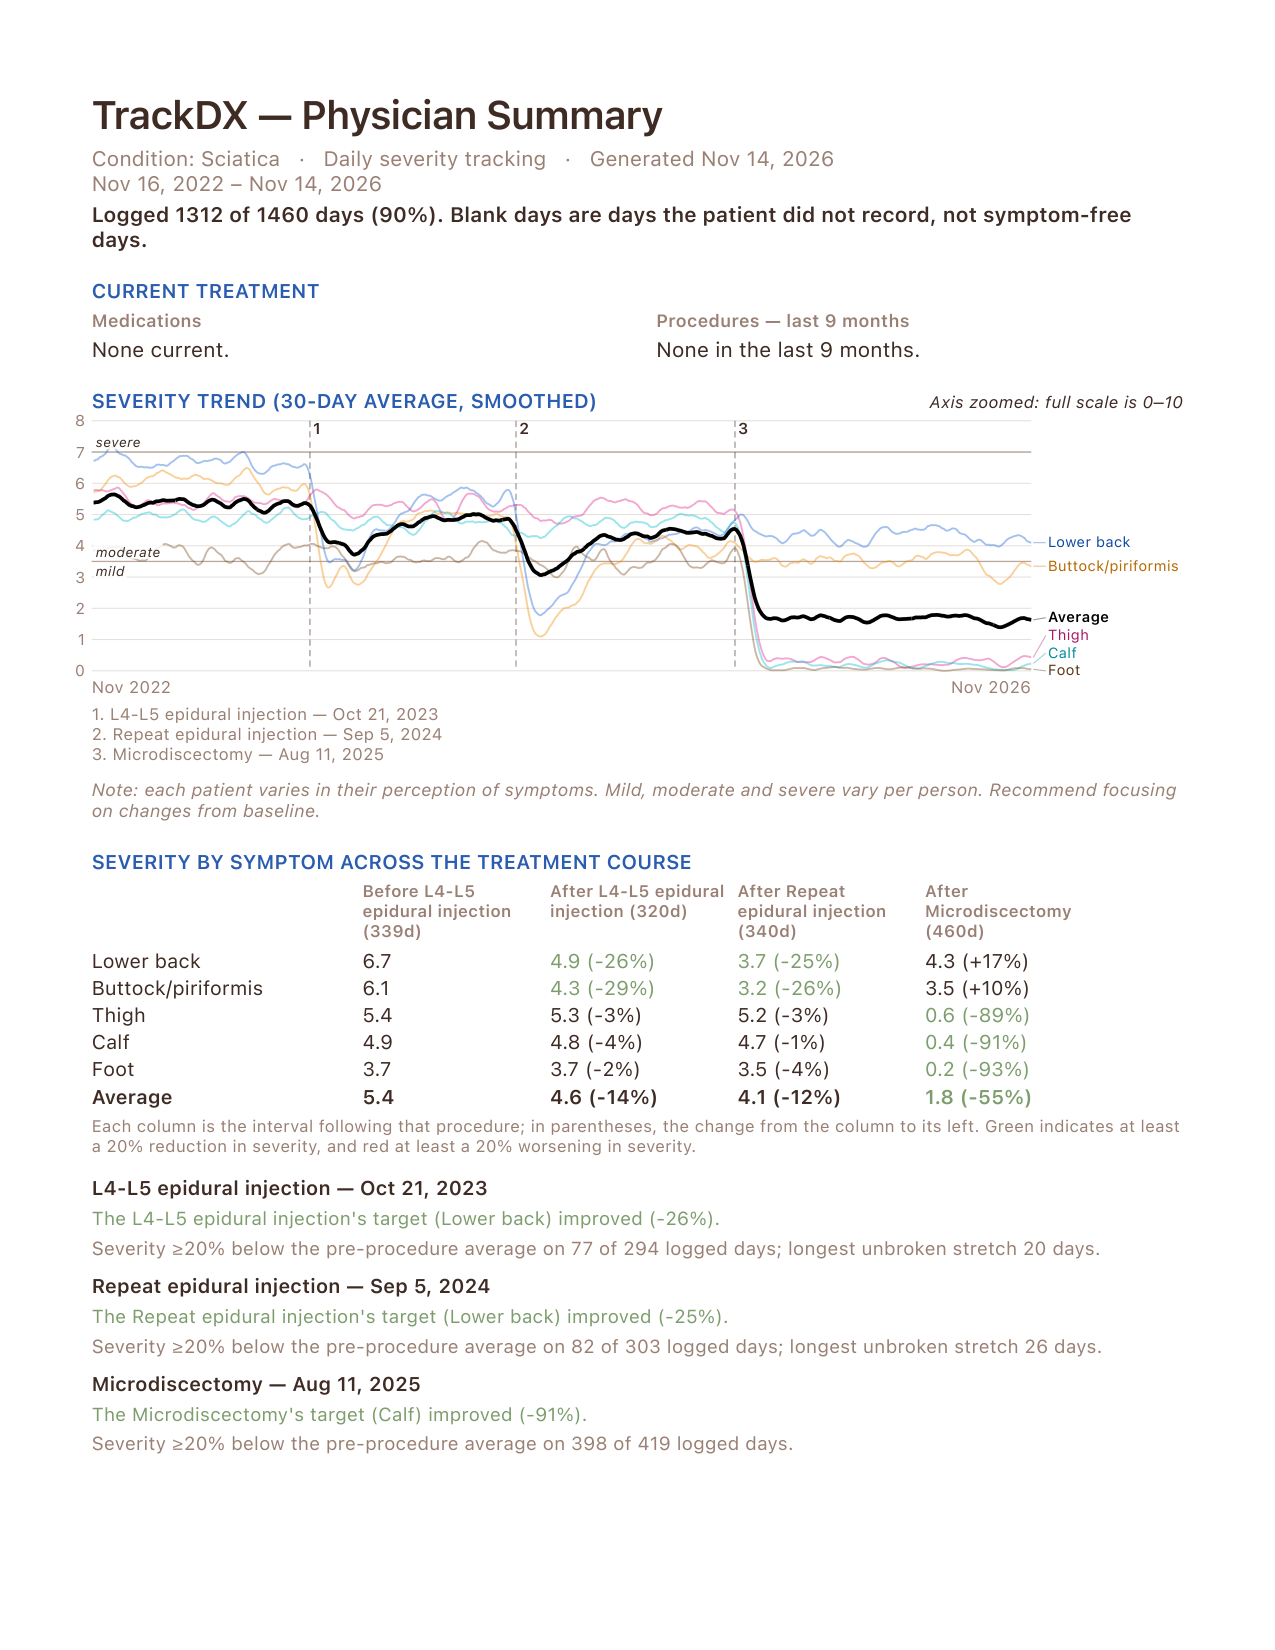 TrackDX — Physician Summary
Condition: Sciatica · Daily severity tracking · Generated Nov 14, 2026
Nov 16, 2022 – Nov 14, 2026
Logged 1312 of 1460 days (90%). Blank days are days the patient did not record, not symptom-free
days.
CURRENT TREATMENT
Medications
None current.
Procedures — last 9 months
None in the last 9 months.
SEVERITY TREND (30-DAY AVERAGE, SMOOTHED)
Axis zoomed: full scale is 0–10
8
7
6
5
4
3
2
1
0
severe
moderate
mild
1
2
3
Lower back
Buttock/piriformis
Average
Thigh
Calf
Foot
Nov 2022
Nov 2026
1. L4-L5 epidural injection — Oct 21, 2023
2. Repeat epidural injection — Sep 5, 2024
3. Microdiscectomy — Aug 11, 2025
Note: each patient varies in their perception of symptoms. Mild, moderate and severe vary per person. Recommend focusing
on changes from baseline.
SEVERITY BY SYMPTOM ACROSS THE TREATMENT COURSE
Before L4-L5 After L4-L5 epidural After Repeat After
epidural injection injection (320d) epidural injection Microdiscectomy
(339d) (340d) (460d)
Lower back 6.7 4.9 (-26%) 3.7 (-25%) 4.3 (+17%)
Buttock/piriformis 6.1 4.3 (-29%) 3.2 (-26%) 3.5 (+10%)
Thigh 5.4 5.3 (-3%) 5.2 (-3%) 0.6 (-89%)
Calf 4.9 4.8 (-4%) 4.7 (-1%) 0.4 (-91%)
Foot 3.7 3.7 (-2%) 3.5 (-4%) 0.2 (-93%)
Average 5.4 4.6 (-14%) 4.1 (-12%) 1.8 (-55%)
Each column is the interval following that procedure; in parentheses, the change from the column to its left. Green indicates at least
a 20% reduction in severity, and red at least a 20% worsening in severity.
L4-L5 epidural injection — Oct 21, 2023
The L4-L5 epidural injection's target (Lower back) improved (-26%).
Severity ≥20% below the pre-procedure average on 77 of 294 logged days; longest unbroken stretch 20 days.
Repeat epidural injection — Sep 5, 2024
The Repeat epidural injection's target (Lower back) improved (-25%).
Severity ≥20% below the pre-procedure average on 82 of 303 logged days; longest unbroken stretch 26 days.
Microdiscectomy — Aug 11, 2025
The Microdiscectomy's target (Calf) improved (-91%).
Severity ≥20% below the pre-procedure average on 398 of 419 logged days.